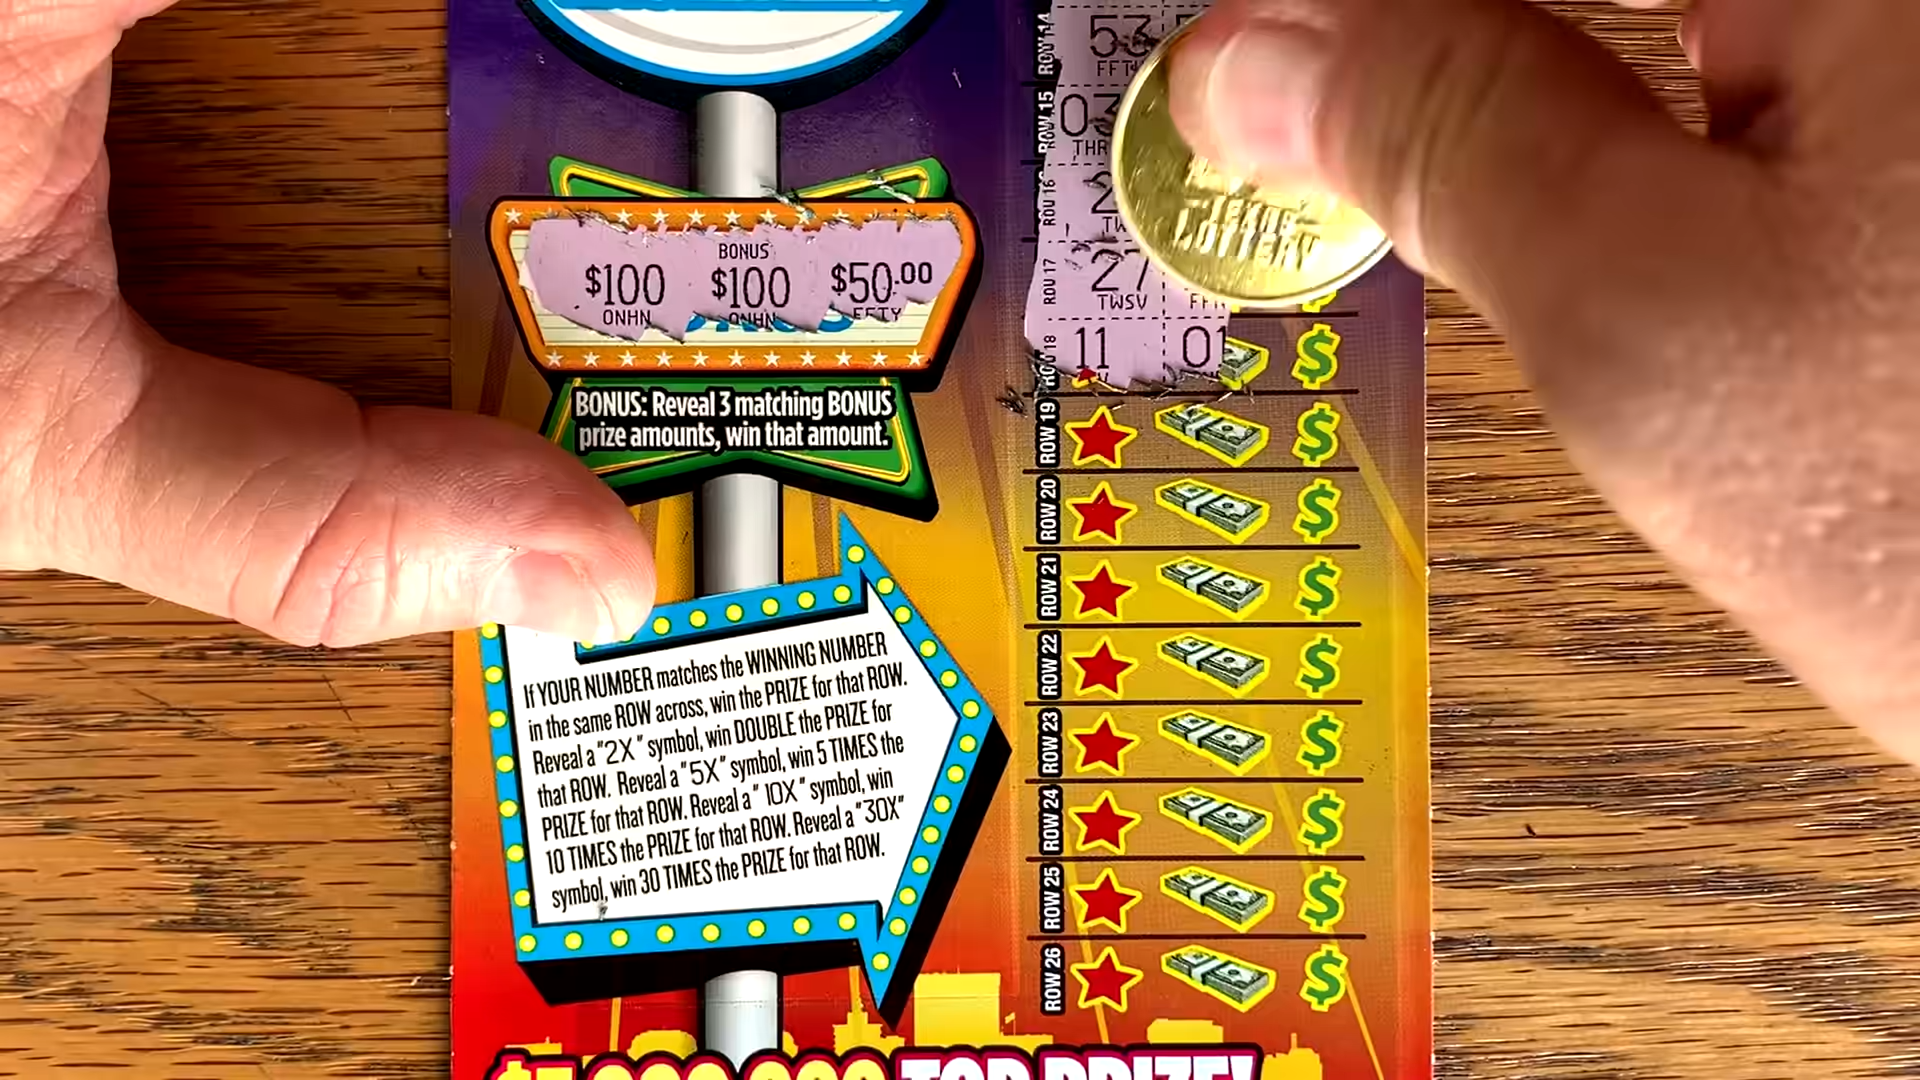 BONUS
$100 $100 $50.00
ONHN ONHN FFTY
BONUS: Reveal 3 matching BONUS
prize amounts, win that amount.
If YOUR NUMBER matches the WINNING NUMBER
in the same ROW across, win the PRIZE for that ROW.
Reveal a "2X" symbol, win DOUBLE the PRIZE for
that ROW. Reveal a "5X" symbol, win 5 TIMES the
PRIZE for that ROW. Reveal a "10X" symbol, win
10 TIMES the PRIZE for that ROW. Reveal a "30X"
symbol, win 30 TIMES the PRIZE for that ROW.
ROW 14 53
ROW 15 03
THR
ROW 16
TW
ROW 17 27
TWSV
ROW 18 11 01
ROW 19 $
ROW 20 $
ROW 21 $
ROW 22 $
ROW 23 $
ROW 24 $
ROW 25 $
ROW 26 $
LOTTERY
TOP PRIZE!